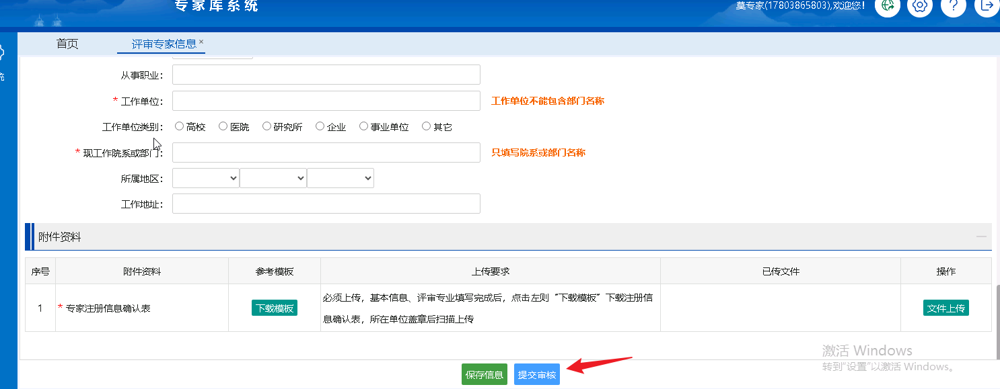 专家库系统
莫专家(17803865803),欢迎您！
首页 评审专家信息 ×
从事职业：
* 工作单位： 工作单位不能包含部门名称
工作单位类别： 高校 医院 研究所 企业 事业单位 其它
* 现工作院系或部门： 只填写院系或部门名称
所属地区：
工作地址：
附件资料
序号 附件资料 参考模板 上传要求 已传文件 操作
1 * 专家注册信息确认表 下载模板 必须上传，基本信息、评审专业填写完成后，点击左则“下载模板”下载注册信
息确认表，所在单位盖章后扫描上传 文件上传
激活 Windows
转到“设置”以激活 Windows。
保存信息 提交审核